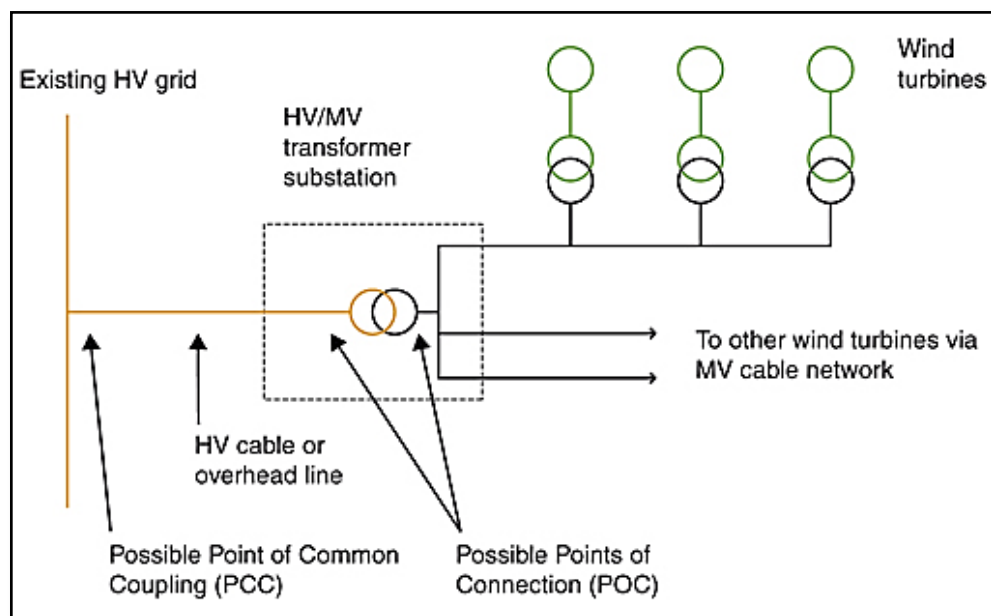 Existing HV grid
HV/MV
transformer
substation
Wind
turbines
To other wind turbines via
MV cable network
HV cable or
overhead line
Possible Point of Common
Coupling (PCC)
Possible Points of
Connection (POC)